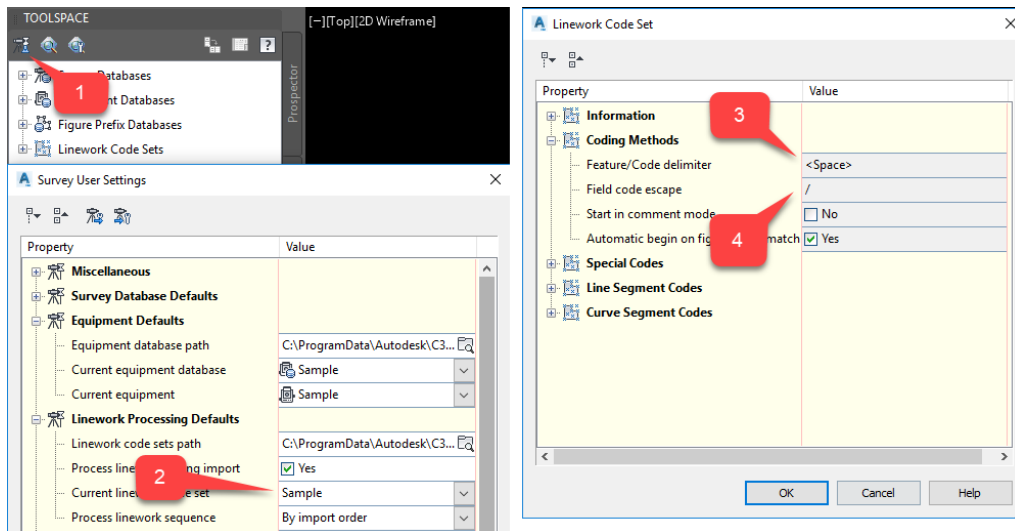 TOOLSPACE
[−][Top][2D Wireframe]
Databases
1
nt Databases
Figure Prefix Databases
Linework Code Sets
Prospector
Survey User Settings
Property Value
Miscellaneous
Survey Database Defaults
Equipment Defaults
Equipment database path C:\ProgramData\Autodesk\C3...
Current equipment database Sample
Current equipment Sample
Linework Processing Defaults
Linework code sets path C:\ProgramData\Autodesk\C3...
Process line import Yes
2
Current set Sample
Process linework sequence By import order
Linework Code Set
Property Value
Information
3
Coding Methods
Feature/Code delimiter <Space>
Field code escape /
Start in comment mode No
4
Automatic begin on match Yes
Special Codes
Line Segment Codes
Curve Segment Codes
OK Cancel Help